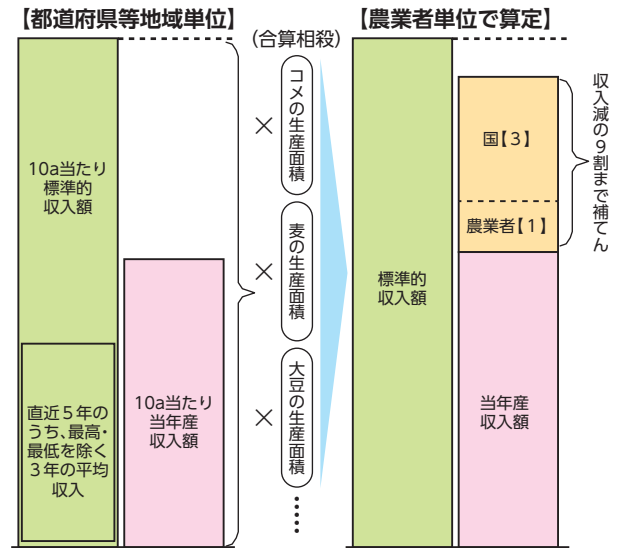 【都道府県等地域単位】
(合算相殺)
【農業者単位で算定】
10a当たり
標準的
収入額
直近５年の
うち、最高・
最低を除く
３年の平均
収入
10a当たり
当年産
収入額
×
コメの生産面積
×
麦の生産面積
×
大豆の生産面積
……
標準的
収入額
国【３】
農業者【１】
当年産
収入額
収入減の９割まで補てん